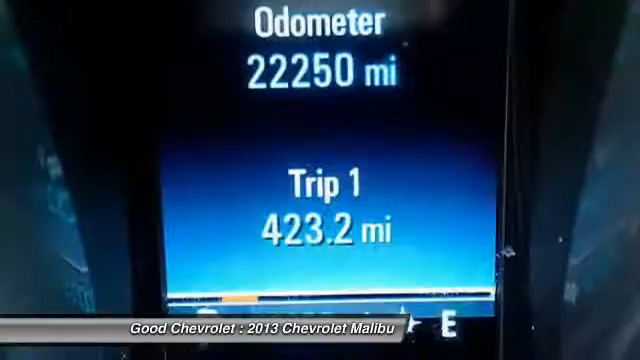 Odometer
22250 mi
Trip 1
423.2 mi
E
Good Chevrolet : 2013 Chevrolet Malibu